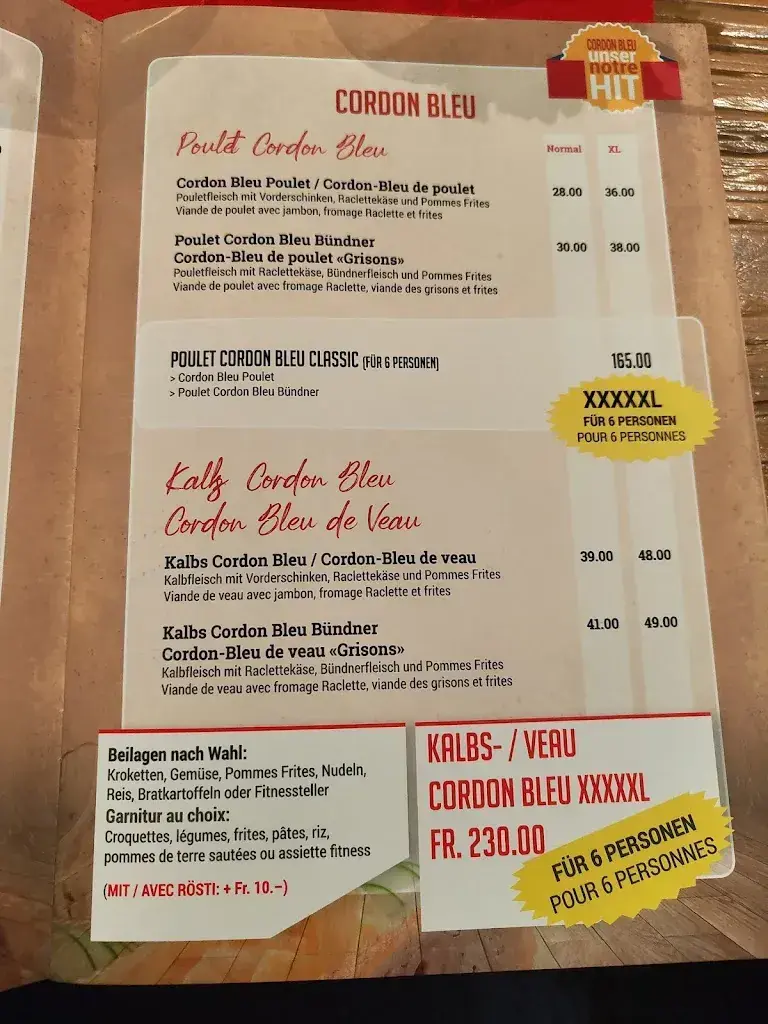 CORDON BLEU
unser
notre
HIT
CORDON BLEU
Poulet Cordon Bleu
Normal XL
Cordon Bleu Poulet / Cordon-Bleu de poulet 28.00 36.00
Pouletfleisch mit Vorderschinken, Raclettekäse und Pommes Frites
Viande de poulet avec jambon, fromage Raclette et frites
Poulet Cordon Bleu Bündner 30.00 38.00
Cordon-Bleu de poulet «Grisons»
Pouletfleisch mit Raclettekäse, Bündnerfleisch und Pommes Frites
Viande de poulet avec fromage Raclette, viande des grisons et frites
POULET CORDON BLEU CLASSIC (FÜR 6 PERSONEN) 165.00
> Cordon Bleu Poulet
> Poulet Cordon Bleu Bündner
XXXXXL
FÜR 6 PERSONEN
POUR 6 PERSONNES
Kalbs Cordon Bleu
Cordon Bleu de Veau
Kalbs Cordon Bleu / Cordon-Bleu de veau 39.00 48.00
Kalbfleisch mit Vorderschinken, Raclettekäse und Pommes Frites
Viande de veau avec jambon, fromage Raclette et frites
Kalbs Cordon Bleu Bündner 41.00 49.00
Cordon-Bleu de veau «Grisons»
Kalbfleisch mit Raclettekäse, Bündnerfleisch und Pommes Frites
Viande de veau avec fromage Raclette, viande des grisons et frites
Beilagen nach Wahl:
Kroketten, Gemüse, Pommes Frites, Nudeln,
Reis, Bratkartoffeln oder Fitnessteller
Garnitur au choix:
Croquettes, légumes, frites, pâtes, riz,
pommes de terre sautées ou assiette fitness
(MIT / AVEC RÖSTI: + Fr. 10.–)
KALBS- / VEAU
CORDON BLEU XXXXXL
FR. 230.00
FÜR 6 PERSONEN
POUR 6 PERSONNES